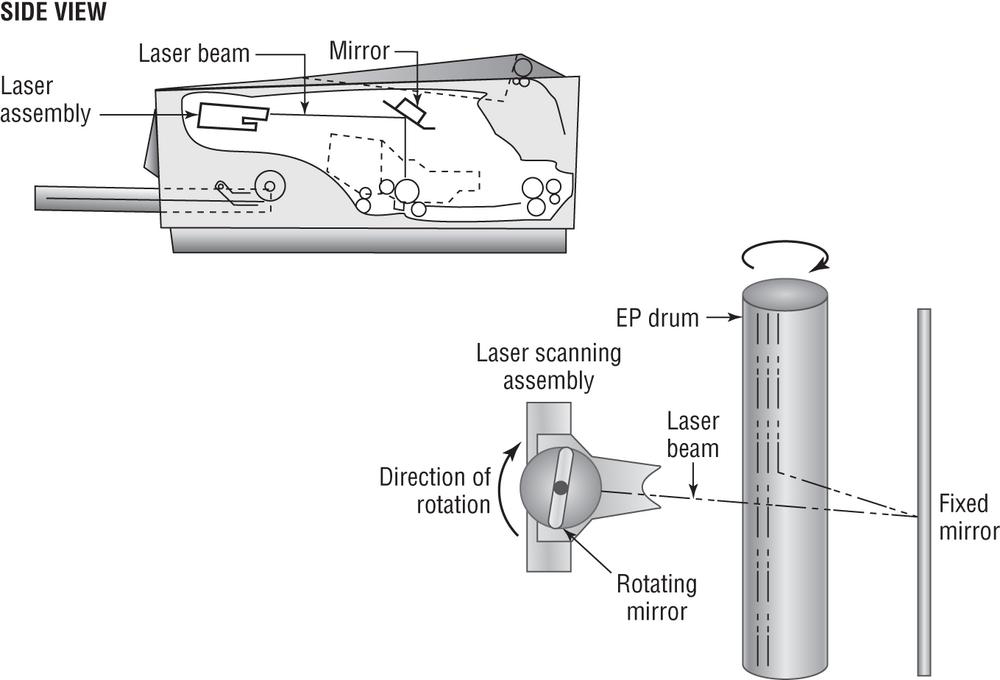 SIDE VIEW
Laser beam
Mirror
Laser
assembly
EP drum
Laser scanning
assembly
Laser
beam
Direction of
rotation
Fixed
mirror
Rotating
mirror